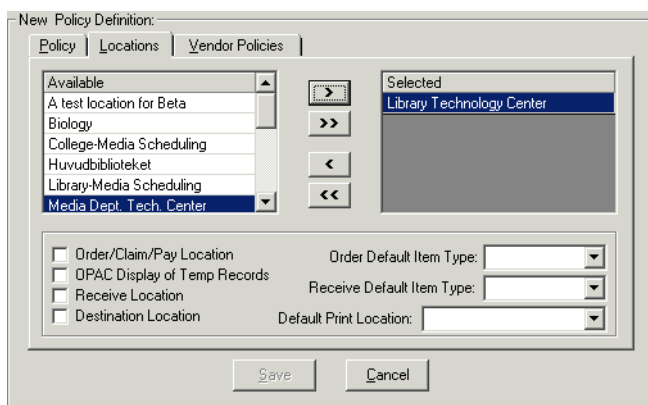 New Policy Definition:
Policy Locations Vendor Policies
Available
A test location for Beta
Biology
College-Media Scheduling
Huvudbiblioteket
Library-Media Scheduling
Media Dept. Tech. Center
>
>>
<
<<
Selected
Library Technology Center
Order/Claim/Pay Location
OPAC Display of Temp Records
Receive Location
Destination Location
Order Default Item Type:
Receive Default Item Type:
Default Print Location:
Save Cancel